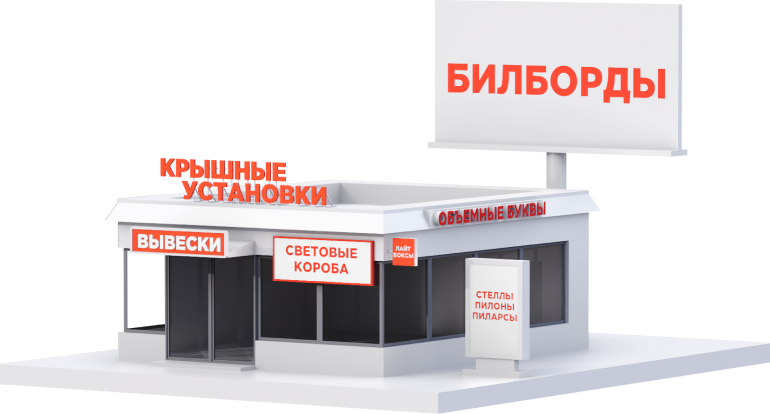 БИЛБОРДЫ
КРЫШНЫЕ
УСТАНОВКИ
ОБЪЕМНЫЕ БУКВЫ
ВЫВЕСКИ
СВЕТОВЫЕ
КОРОБА
ЛАЙТ
БОКСЫ
СТЕЛЛЫ
ПИЛОНЫ
ПИЛАРСЫ